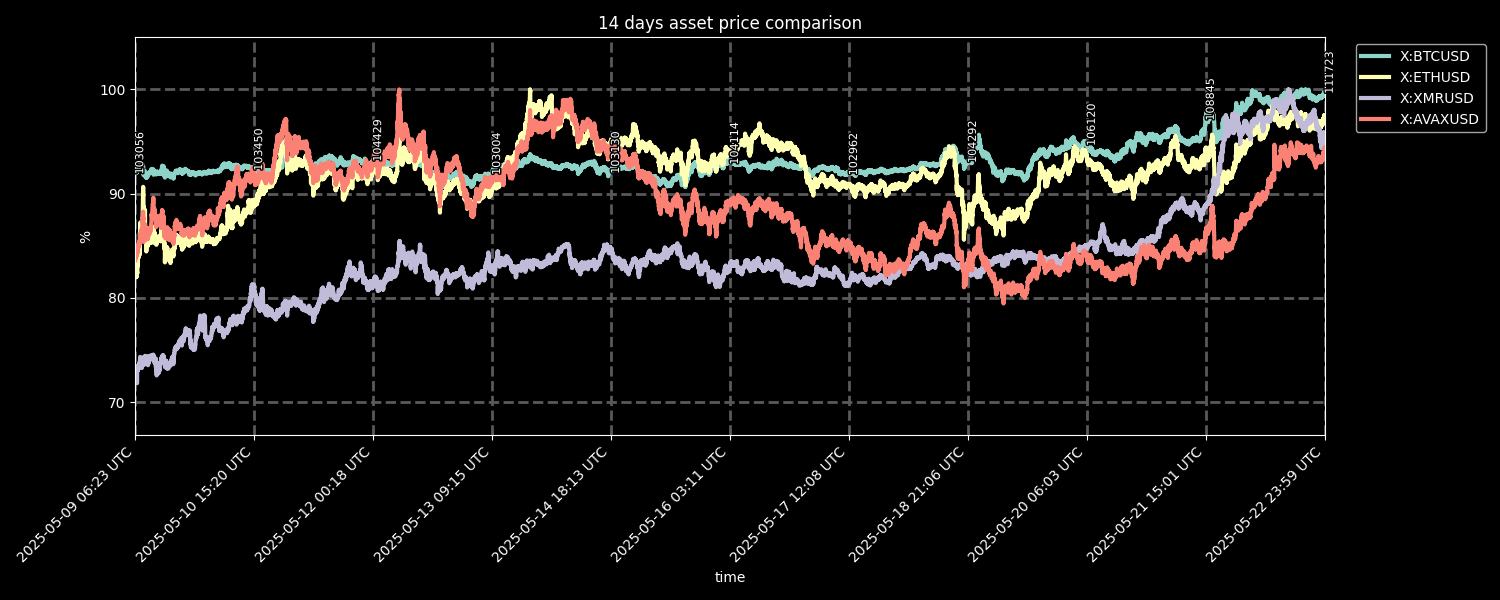 14 days asset price comparison
X:BTCUSD
X:ETHUSD
X:XMRUSD
X:AVAXUSD
100
90
80
70
%
103056
103450
104429
103004
103130
104114
102962
104292
106120
108845
111723
2025-05-09 06:23 UTC
2025-05-10 15:20 UTC
2025-05-12 00:18 UTC
2025-05-13 09:15 UTC
2025-05-14 18:13 UTC
2025-05-16 03:11 UTC
2025-05-17 12:08 UTC
2025-05-18 21:06 UTC
2025-05-20 06:03 UTC
2025-05-21 15:01 UTC
2025-05-22 23:59 UTC
time